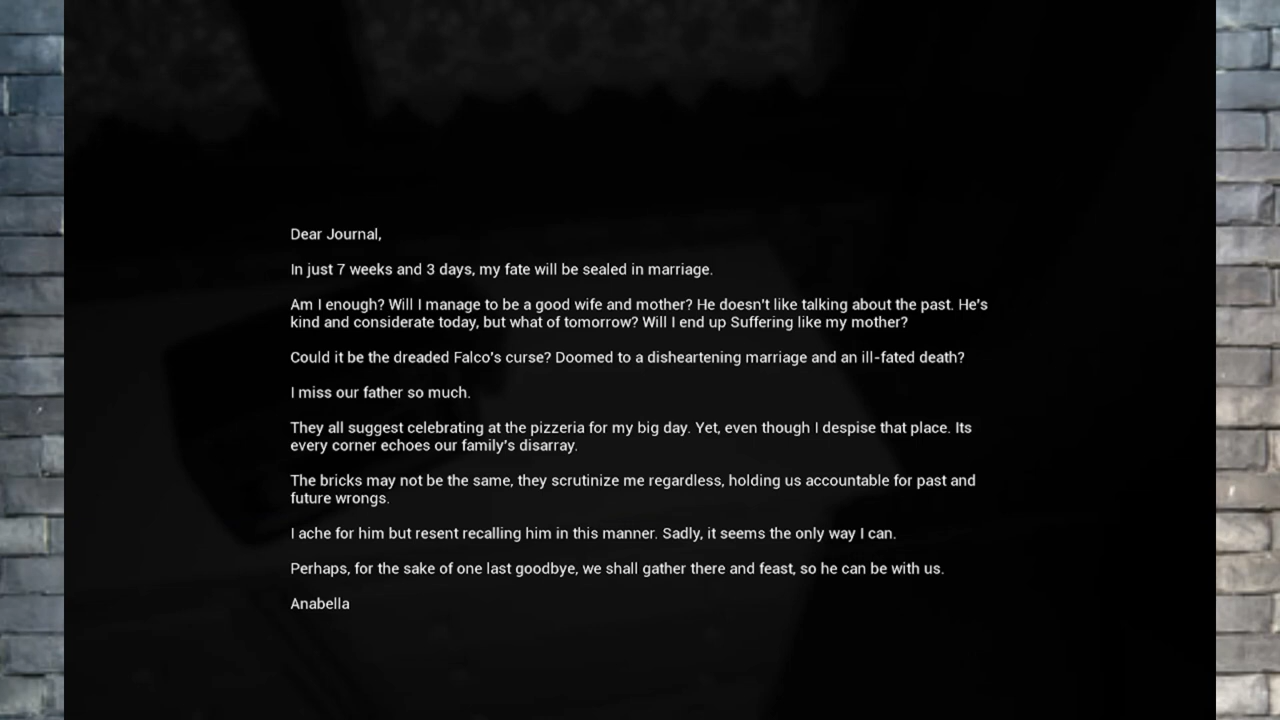 Dear Journal,
In just 7 weeks and 3 days, my fate will be sealed in marriage.
Am I enough? Will I manage to be a good wife and mother? He doesn't like talking about the past. He's
kind and considerate today, but what of tomorrow? Will I end up Suffering like my mother?
Could it be the dreaded Falco's curse? Doomed to a disheartening marriage and an ill-fated death?
I miss our father so much.
They all suggest celebrating at the pizzeria for my big day. Yet, even though I despise that place. Its
every corner echoes our family's disarray.
The bricks may not be the same, they scrutinize me regardless, holding us accountable for past and
future wrongs.
I ache for him but resent recalling him in this manner. Sadly, it seems the only way I can.
Perhaps, for the sake of one last goodbye, we shall gather there and feast, so he can be with us.
Anabella